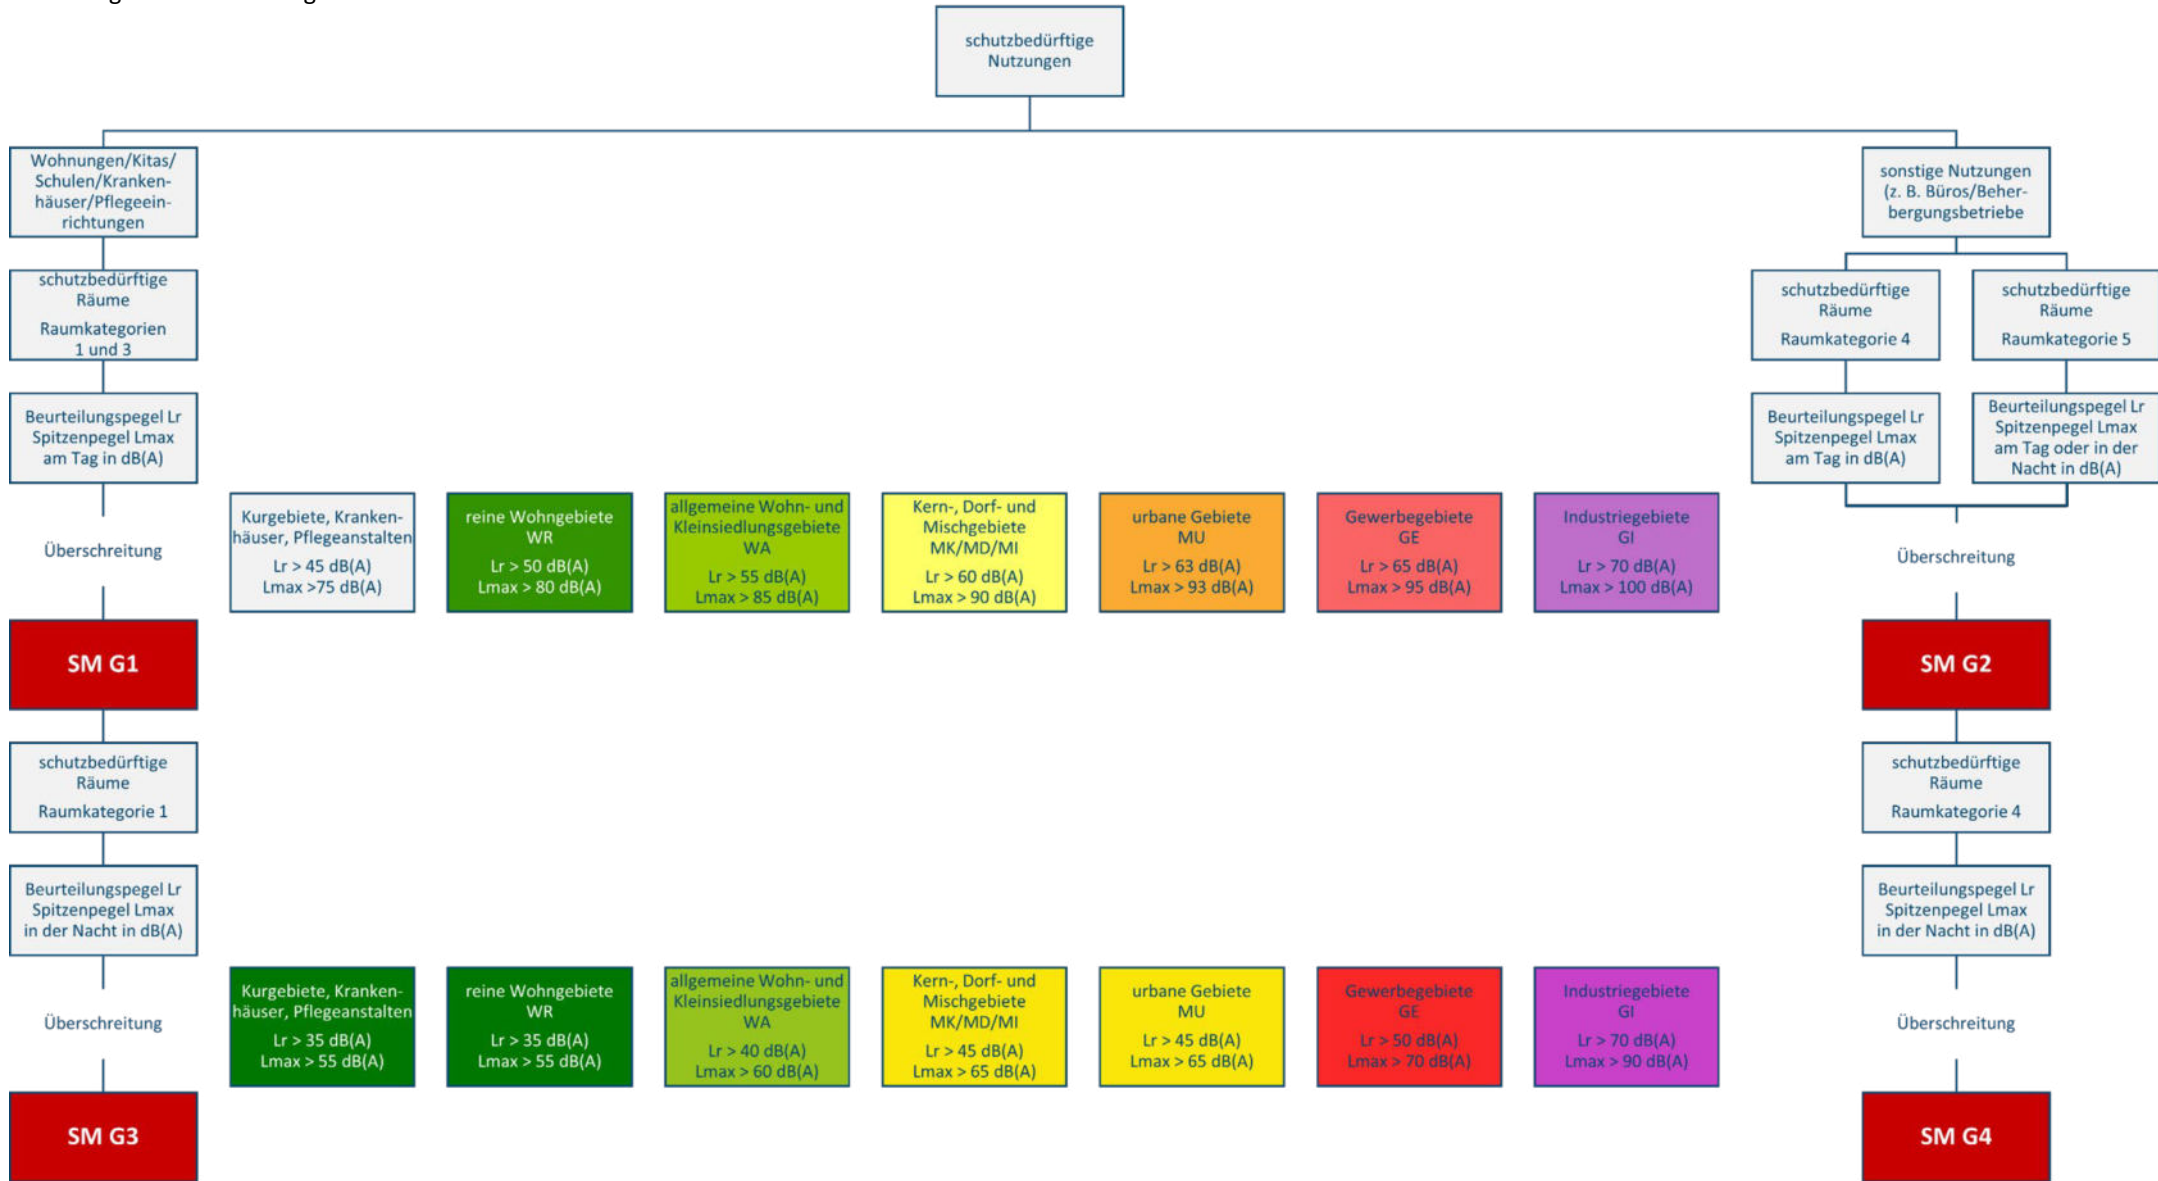 schutzbedürftige
Nutzungen
Wohnungen/Kitas/
Schulen/Kranken-
häuser/Pflegeein-
richtungen
sonstige Nutzungen
(z. B. Büros/Beher-
bergungsbetriebe
schutzbedürftige
Räume
Raumkategorien
1 und 3
schutzbedürftige
Räume
Raumkategorie 4
schutzbedürftige
Räume
Raumkategorie 5
Beurteilungspegel Lr
Spitzenpegel Lmax
am Tag in dB(A)
Beurteilungspegel Lr
Spitzenpegel Lmax
am Tag in dB(A)
Beurteilungspegel Lr
Spitzenpegel Lmax
am Tag oder in der
Nacht in dB(A)
Überschreitung
Kurgebiete, Kranken-
häuser, Pflegeanstalten
Lr > 45 dB(A)
Lmax >75 dB(A)
reine Wohngebiete
WR
Lr > 50 dB(A)
Lmax > 80 dB(A)
allgemeine Wohn- und
Kleinsiedlungsgebiete
WA
Lr > 55 dB(A)
Lmax > 85 dB(A)
Kern-, Dorf- und
Mischgebiete
MK/MD/MI
Lr > 60 dB(A)
Lmax > 90 dB(A)
urbane Gebiete
MU
Lr > 63 dB(A)
Lmax > 93 dB(A)
Gewerbegebiete
GE
Lr > 65 dB(A)
Lmax > 95 dB(A)
Industriegebiete
GI
Lr > 70 dB(A)
Lmax > 100 dB(A)
Überschreitung
SM G1
SM G2
schutzbedürftige
Räume
Raumkategorie 1
schutzbedürftige
Räume
Raumkategorie 4
Beurteilungspegel Lr
Spitzenpegel Lmax
in der Nacht in dB(A)
Beurteilungspegel Lr
Spitzenpegel Lmax
in der Nacht in dB(A)
Überschreitung
Kurgebiete, Kranken-
häuser, Pflegeanstalten
Lr > 35 dB(A)
Lmax > 55 dB(A)
reine Wohngebiete
WR
Lr > 35 dB(A)
Lmax > 55 dB(A)
allgemeine Wohn- und
Kleinsiedlungsgebiete
WA
Lr > 40 dB(A)
Lmax > 60 dB(A)
Kern-, Dorf- und
Mischgebiete
MK/MD/MI
Lr > 45 dB(A)
Lmax > 65 dB(A)
urbane Gebiete
MU
Lr > 45 dB(A)
Lmax > 65 dB(A)
Gewerbegebiete
GE
Lr > 50 dB(A)
Lmax > 70 dB(A)
Industriegebiete
GI
Lr > 70 dB(A)
Lmax > 90 dB(A)
Überschreitung
SM G3
SM G4